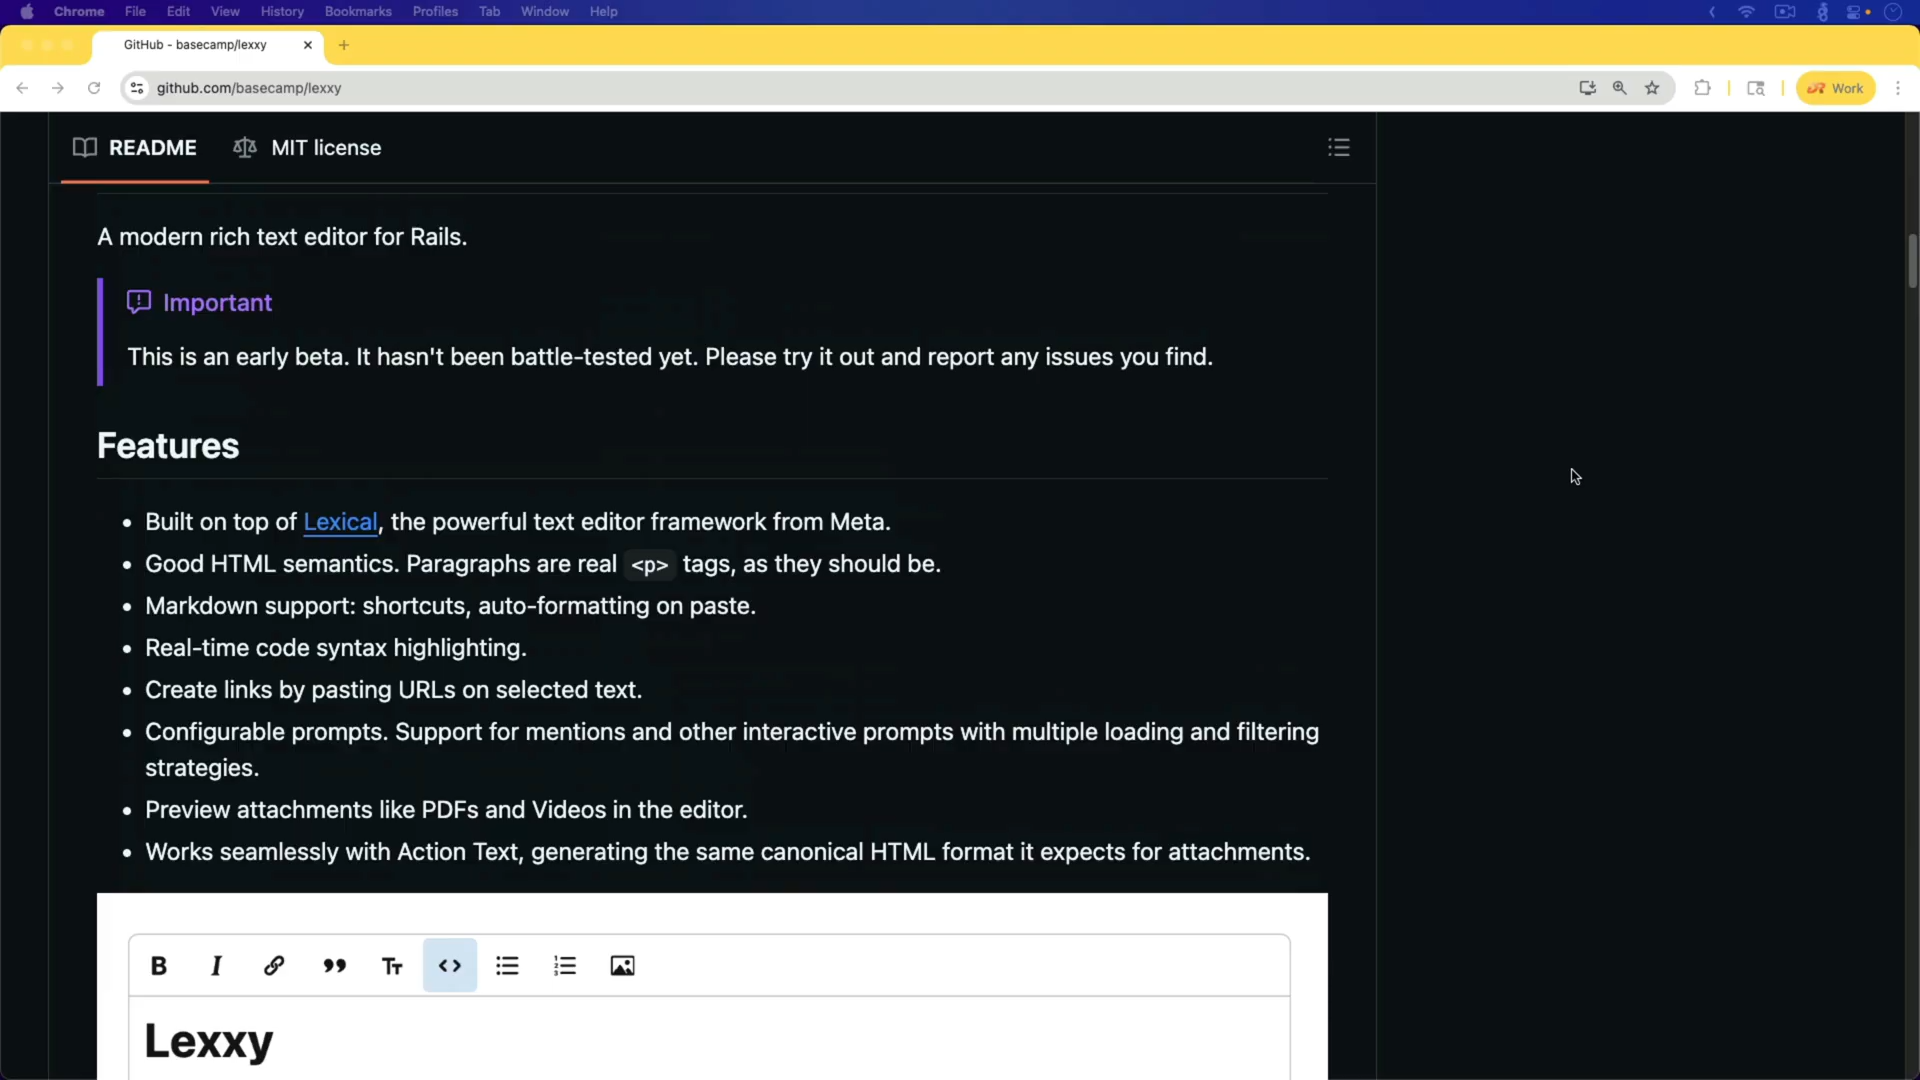 Chrome File Edit View History Bookmarks Profiles Tab Window Help
GitHub - basecamp/lexxy
github.com/basecamp/lexxy
Work
README MIT license
A modern rich text editor for Rails.
Important
This is an early beta. It hasn't been battle-tested yet. Please try it out and report any issues you find.
Features
Built on top of Lexical, the powerful text editor framework from Meta.
Good HTML semantics. Paragraphs are real <p> tags, as they should be.
Markdown support: shortcuts, auto-formatting on paste.
Real-time code syntax highlighting.
Create links by pasting URLs on selected text.
Configurable prompts. Support for mentions and other interactive prompts with multiple loading and filtering
strategies.
Preview attachments like PDFs and Videos in the editor.
Works seamlessly with Action Text, generating the same canonical HTML format it expects for attachments.
Lexxy